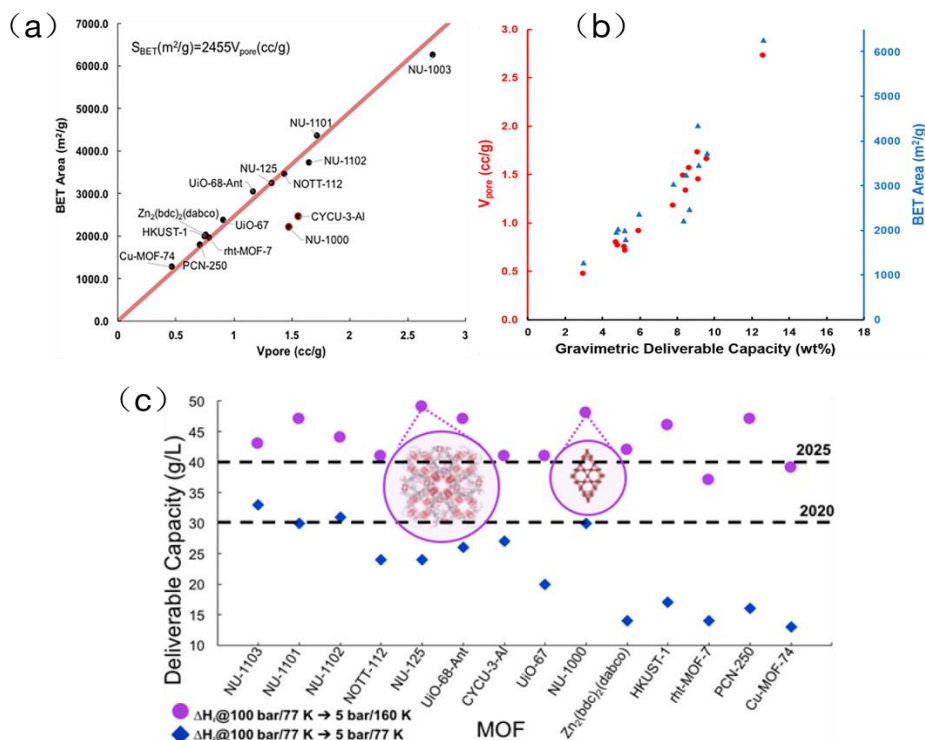 (a)
7000.0
6000.0
5000.0
4000.0
3000.0
2000.0
1000.0
0.0
BET Area (m²/g)
S_BET(m²/g)=2455V_pore(cc/g)
NU-1003
NU-1101
NU-1102
NU-125
NOTT-112
UiO-68-Ant
CYCU-3-Al
Zn₂(bdc)₂(dabco)
UiO-67
NU-1000
HKUST-1
rht-MOF-7
Cu-MOF-74
PCN-250
0
0.5
1
1.5
2
2.5
3
Vpore (cc/g)
(b)
3.0
2.5
2.0
1.5
1.0
0.5
0.0
V_pore (cc/g)
6000
5000
4000
3000
2000
1000
0
BET Area (m²/g)
0 2 4 6 8 10 12 14 16 18
Gravimetric Deliverable Capacity (wt%)
(c)
50
45
40
35
30
25
20
15
10
Deliverable Capacity (g/L)
2025
2020
NU-1103
NU-1101
NU-1102
NOTT-112
NU-125
UiO-68-Ant
CYCU-3-Al
UiO-67
NU-1000
Zn₂(bdc)₂(dabco)
HKUST-1
rht-MOF-7
PCN-250
Cu-MOF-74
MOF
ΔH,@100 bar/77 K → 5 bar/160 K
ΔH,@100 bar/77 K → 5 bar/77 K